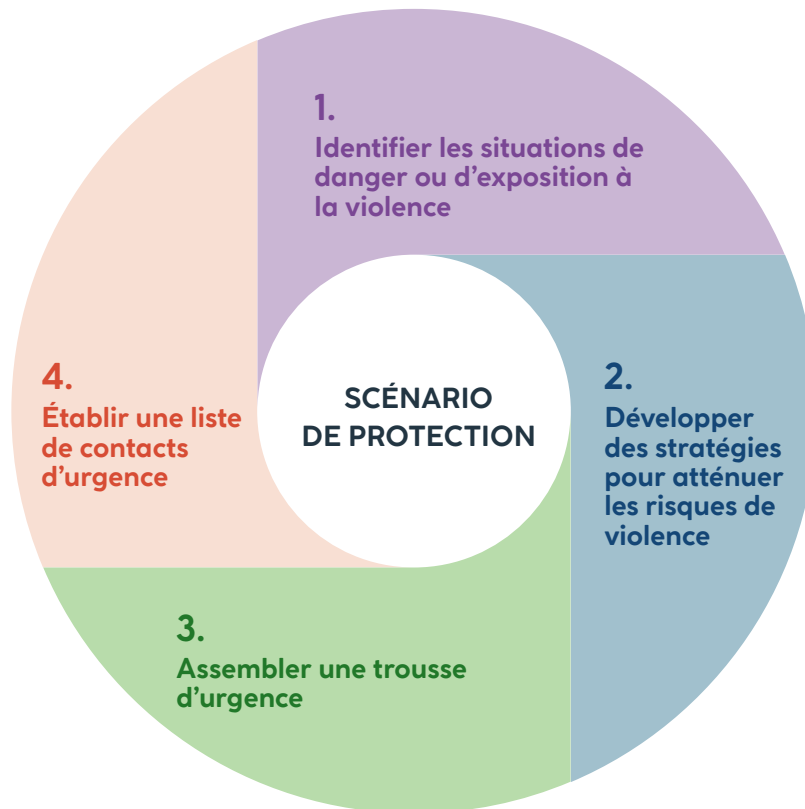 1.
Identifier les situations de
danger ou d'exposition à
la violence
2.
Développer
des stratégies
pour atténuer
les risques de
violence
3.
Assembler une trousse
d'urgence
4.
Établir une liste
de contacts
d'urgence
SCÉNARIO
DE PROTECTION